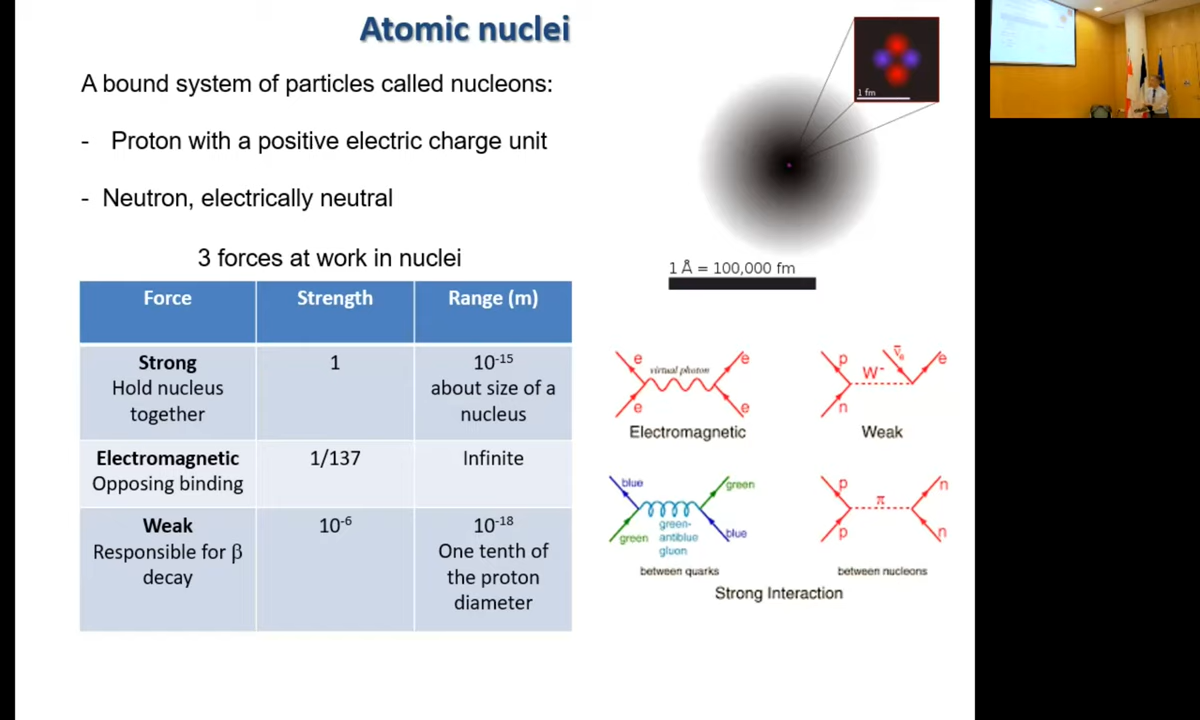 Atomic nuclei
A bound system of particles called nucleons:
- Proton with a positive electric charge unit
- Neutron, electrically neutral
1 fm
1 Å = 100,000 fm
3 forces at work in nuclei
Force Strength Range (m)
Strong
Hold nucleus
together
1
10⁻¹⁵
about size of a
nucleus
Electromagnetic
Opposing binding
1/137
Infinite
Weak
Responsible for β
decay
10⁻⁶
10⁻¹⁸
One tenth of
the proton
diameter
e e
virtual photon
e e
Electromagnetic
p ν̄ₑ e
W⁻
n
Weak
blue green
green-
antiblue
gluon
green blue
between quarks
p n
π
p n
between nucleons
Strong Interaction